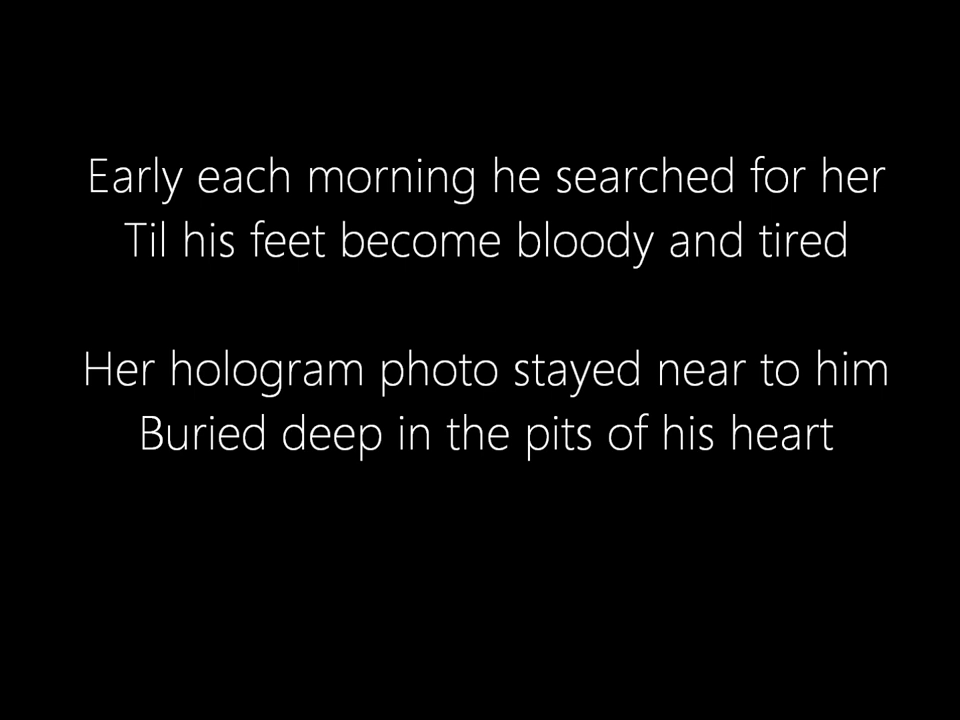 Early each morning he searched for her
Til his feet become bloody and tired
Her hologram photo stayed near to him
Buried deep in the pits of his heart